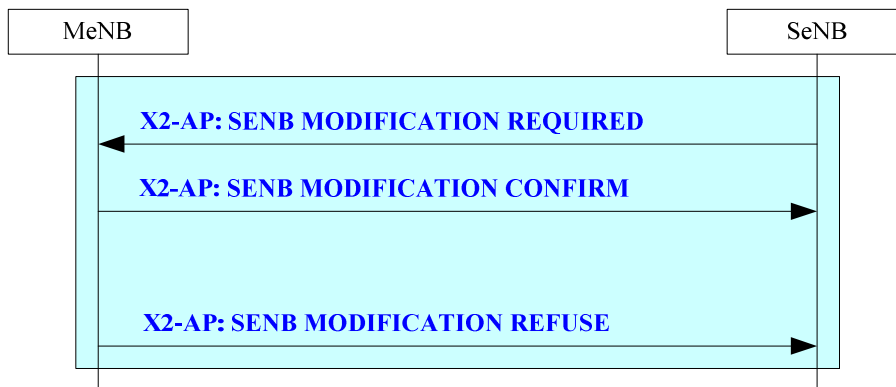 MeNB
SeNB
X2-AP: SENB MODIFICATION REQUIRED
X2-AP: SENB MODIFICATION CONFIRM
X2-AP: SENB MODIFICATION REFUSE